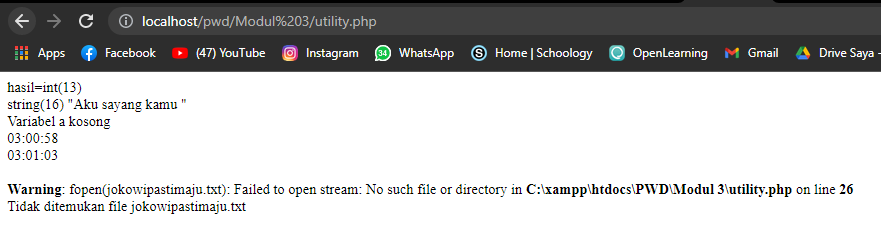 localhost/pwd/Modul%203/utility.php
Apps Facebook (47) YouTube Instagram 34 WhatsApp S Home | Schoology OpenLearning Gmail Drive Saya -
hasil=int(13)
string(16) "Aku sayang kamu "
Variabel a kosong
03:00:58
03:01:03
Warning: fopen(jokowipastimaju.txt): Failed to open stream: No such file or directory in C:\xampp\htdocs\PWD\Modul 3\utility.php on line 26
Tidak ditemukan file jokowipastimaju.txt